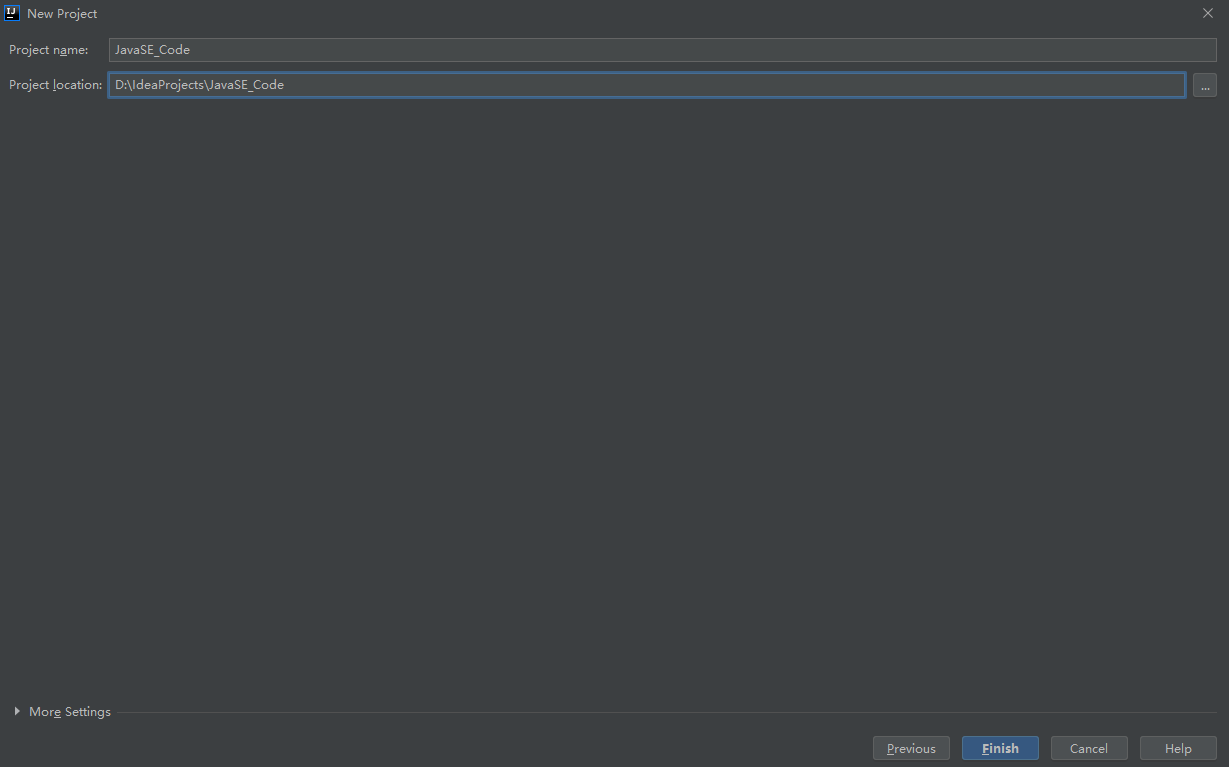 IJ New Project
Project name: JavaSE_Code
Project location: D:\IdeaProjects\JavaSE_Code ...
More Settings
Previous Finish Cancel Help